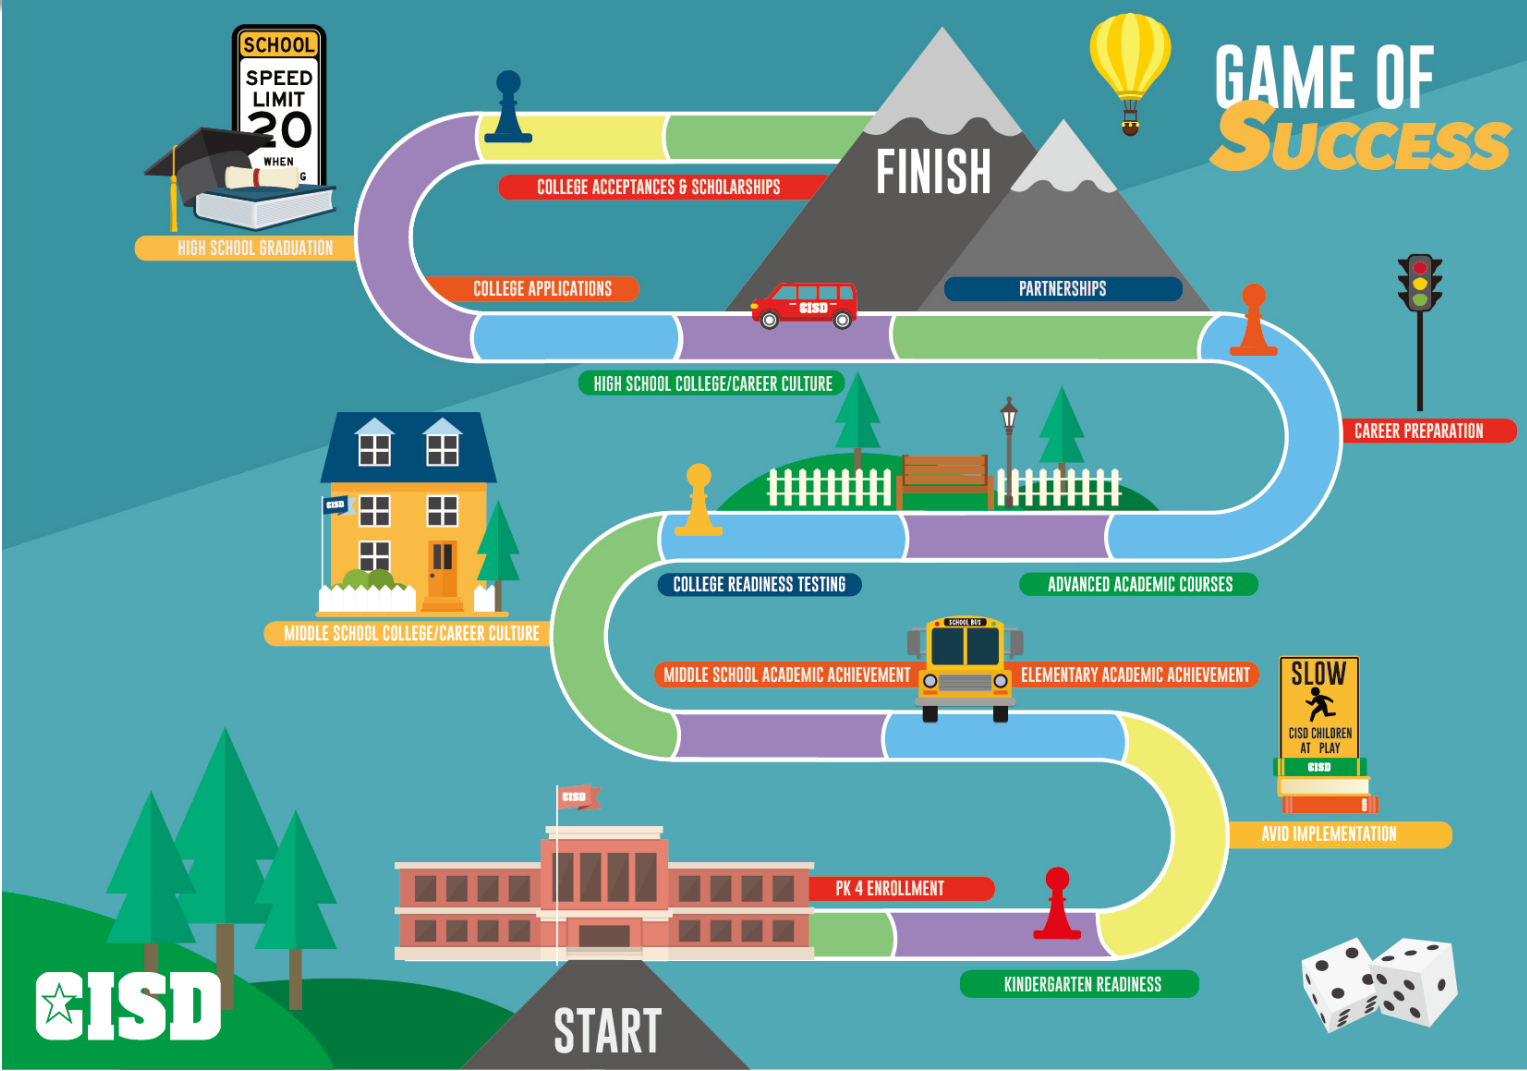 SCHOOL
SPEED
LIMIT
20
WHEN
G
GAME OF
SUCCESS
FINISH
COLLEGE ACCEPTANCES & SCHOLARSHIPS
HIGH SCHOOL GRADUATION
COLLEGE APPLICATIONS
CISD
PARTNERSHIPS
HIGH SCHOOL COLLEGE/CAREER CULTURE
CAREER PREPARATION
CISD
COLLEGE READINESS TESTING
ADVANCED ACADEMIC COURSES
MIDDLE SCHOOL COLLEGE/CAREER CULTURE
SCHOOL BUS
MIDDLE SCHOOL ACADEMIC ACHIEVEMENT
ELEMENTARY ACADEMIC ACHIEVEMENT
SLOW
CISD CHILDREN
AT PLAY
CISD
AVID IMPLEMENTATION
CISD
PK 4 ENROLLMENT
KINDERGARTEN READINESS
CISD
START